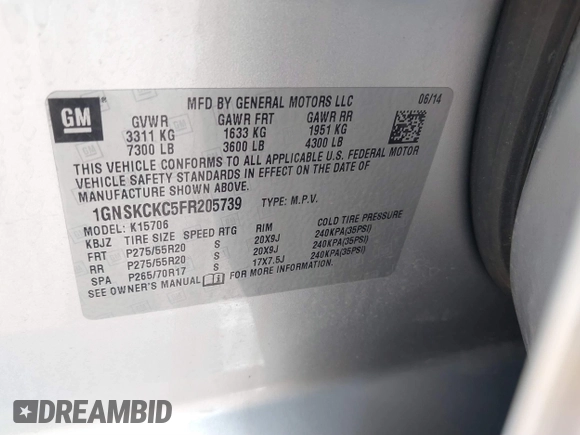 GM
MFD BY GENERAL MOTORS LLC 06/14
GVWR GAWR FRT GAWR RR
3311 KG 1633 KG 1951 KG
7300 LB 3600 LB 4300 LB
THIS VEHICLE CONFORMS TO ALL APPLICABLE U.S. FEDERAL MOTOR
VEHICLE SAFETY STANDARDS IN EFFECT ON THE DATE OF
MANUFACTURE SHOWN ABOVE.
1GNSKCKC5FR205739 TYPE: M.P.V.
MODEL: K15706
KBJZ TIRE SIZE SPEED RTG RIM COLD TIRE PRESSURE
FRT P275/55R20 S 20X9J 240KPA(35PSI)
RR P275/55R20 S 20X9J 240KPA(35PSI)
SPA P265/70R17 S 17X7.5J 240KPA(35PSI)
SEE OWNER'S MANUAL FOR MORE INFORMATION
DREAMBID